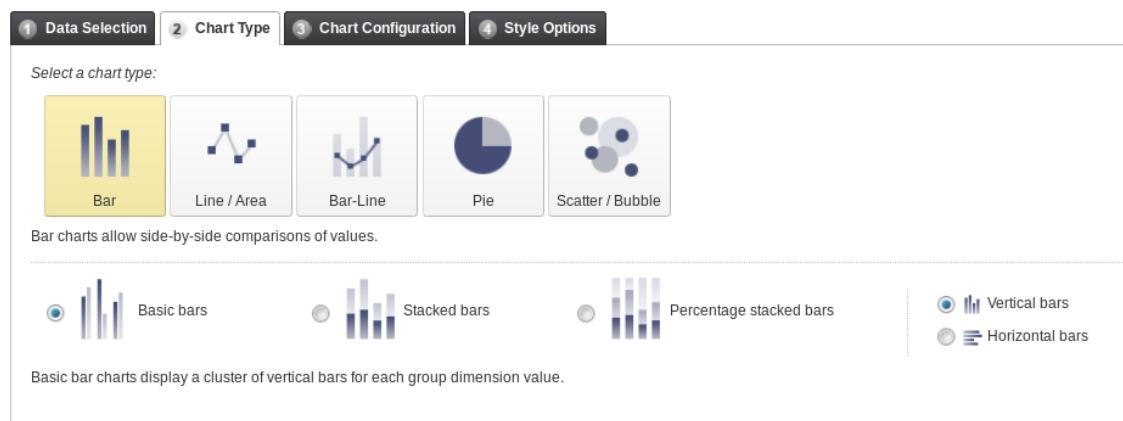 1 Data Selection 2 Chart Type 3 Chart Configuration 4 Style Options
Select a chart type:
Bar Line / Area Bar-Line Pie Scatter / Bubble
Bar charts allow side-by-side comparisons of values.
Basic bars Stacked bars Percentage stacked bars
Vertical bars
Horizontal bars
Basic bar charts display a cluster of vertical bars for each group dimension value.